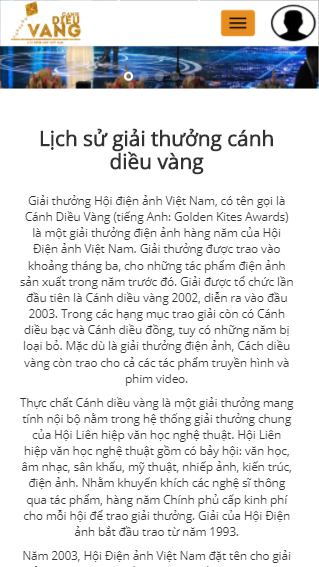 CÁNH
DIỀU
VANG
Lịch sử giải thưởng cánh
diều vàng
Giải thưởng Hội điện ảnh Việt Nam, có tên gọi là
Cánh Diều Vàng (tiếng Anh: Golden Kites Awards)
là một giải thưởng điện ảnh hàng năm của Hội
Điện ảnh Việt Nam. Giải thưởng được trao vào
khoảng tháng ba, cho những tác phẩm điện ảnh
sản xuất trong năm trước đó. Giải được tổ chức lần
đầu tiên là Cánh diều vàng 2002, diễn ra vào đầu
2003. Trong các hạng mục trao giải còn có Cánh
diều bạc và Cánh diều đồng, tuy có những năm bị
loại bỏ. Mặc dù là giải thưởng điện ảnh, Cách diều
vàng còn trao cho cả các tác phẩm truyền hình và
phim video.
Thực chất Cánh diều vàng là một giải thưởng mang
tính nội bộ nằm trong hệ thống giải thưởng chung
của Hội Liên hiệp văn học nghệ thuật. Hội Liên
hiệp văn học nghệ thuật gồm có bảy hội: văn học,
âm nhạc, sân khấu, mỹ thuật, nhiếp ảnh, kiến trúc,
điện ảnh. Nhằm khuyến khích các nghệ sĩ thông
qua tác phẩm, hàng năm Chính phủ cấp kinh phí
cho mỗi hội để trao giải thưởng. Giải của Hội Điện
ảnh bắt đầu trao từ năm 1993.
Năm 2003, Hội Điện ảnh Việt Nam đặt tên cho giải